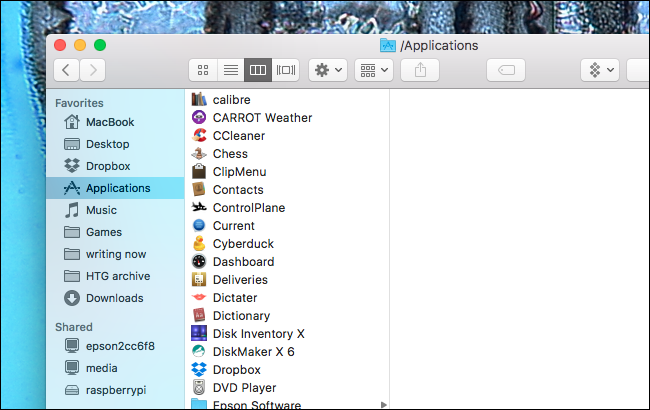 /Applications
Favorites
MacBook
Desktop
Dropbox
Applications
Music
Games
writing now
HTG archive
Downloads
Shared
epson2cc6f8
media
raspberrypi
calibre
CARROT Weather
CCleaner
Chess
ClipMenu
Contacts
ControlPlane
Current
Cyberduck
Dashboard
Deliveries
Dictater
Dictionary
Disk Inventory X
DiskMaker X 6
Dropbox
DVD Player
Epson Software